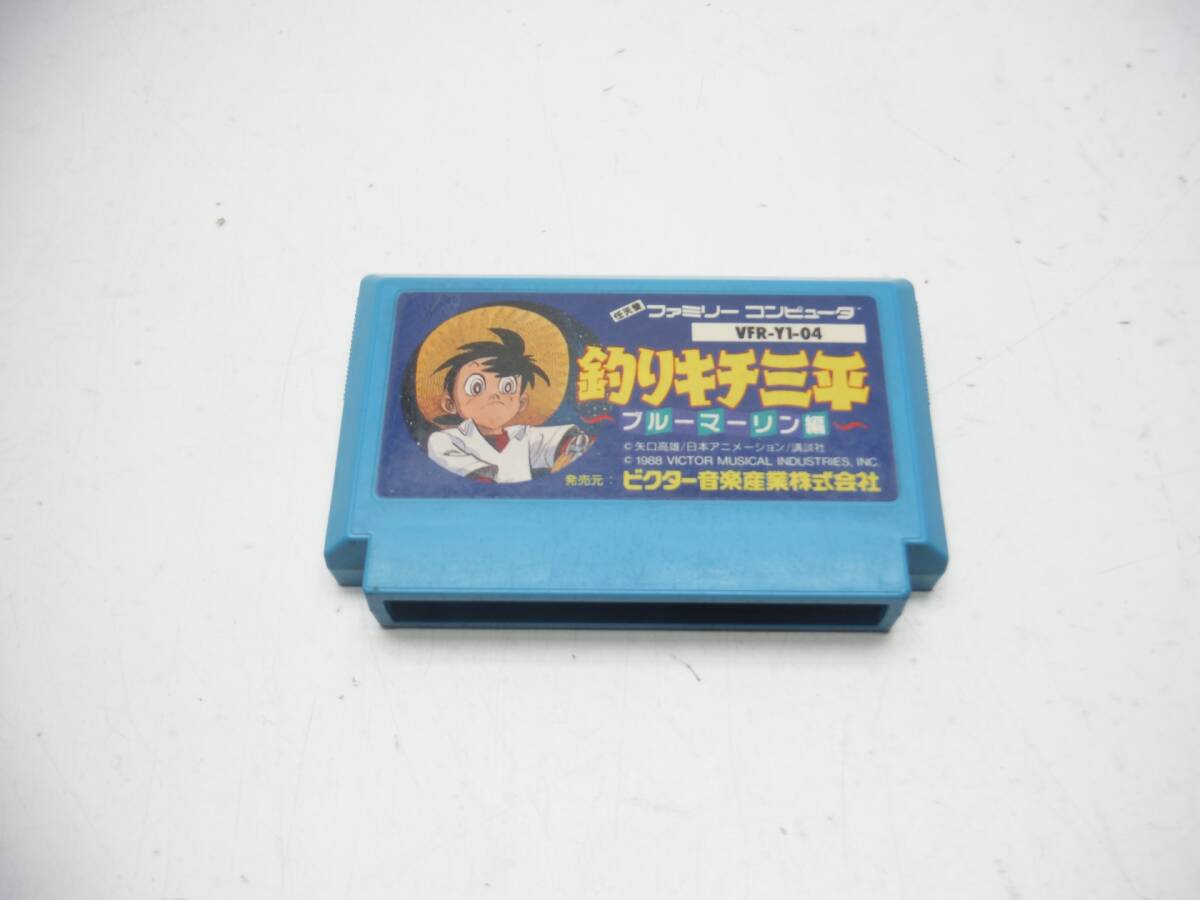 任天堂 ファミリー コンピュータ™
VFR-Y1-04
釣りキチ三平
～ブルーマーリン編～
© 矢口高雄/日本アニメーション/講談社
© 1988 VICTOR MUSICAL INDUSTRIES, INC.
発売元: ビクター音楽産業株式会社